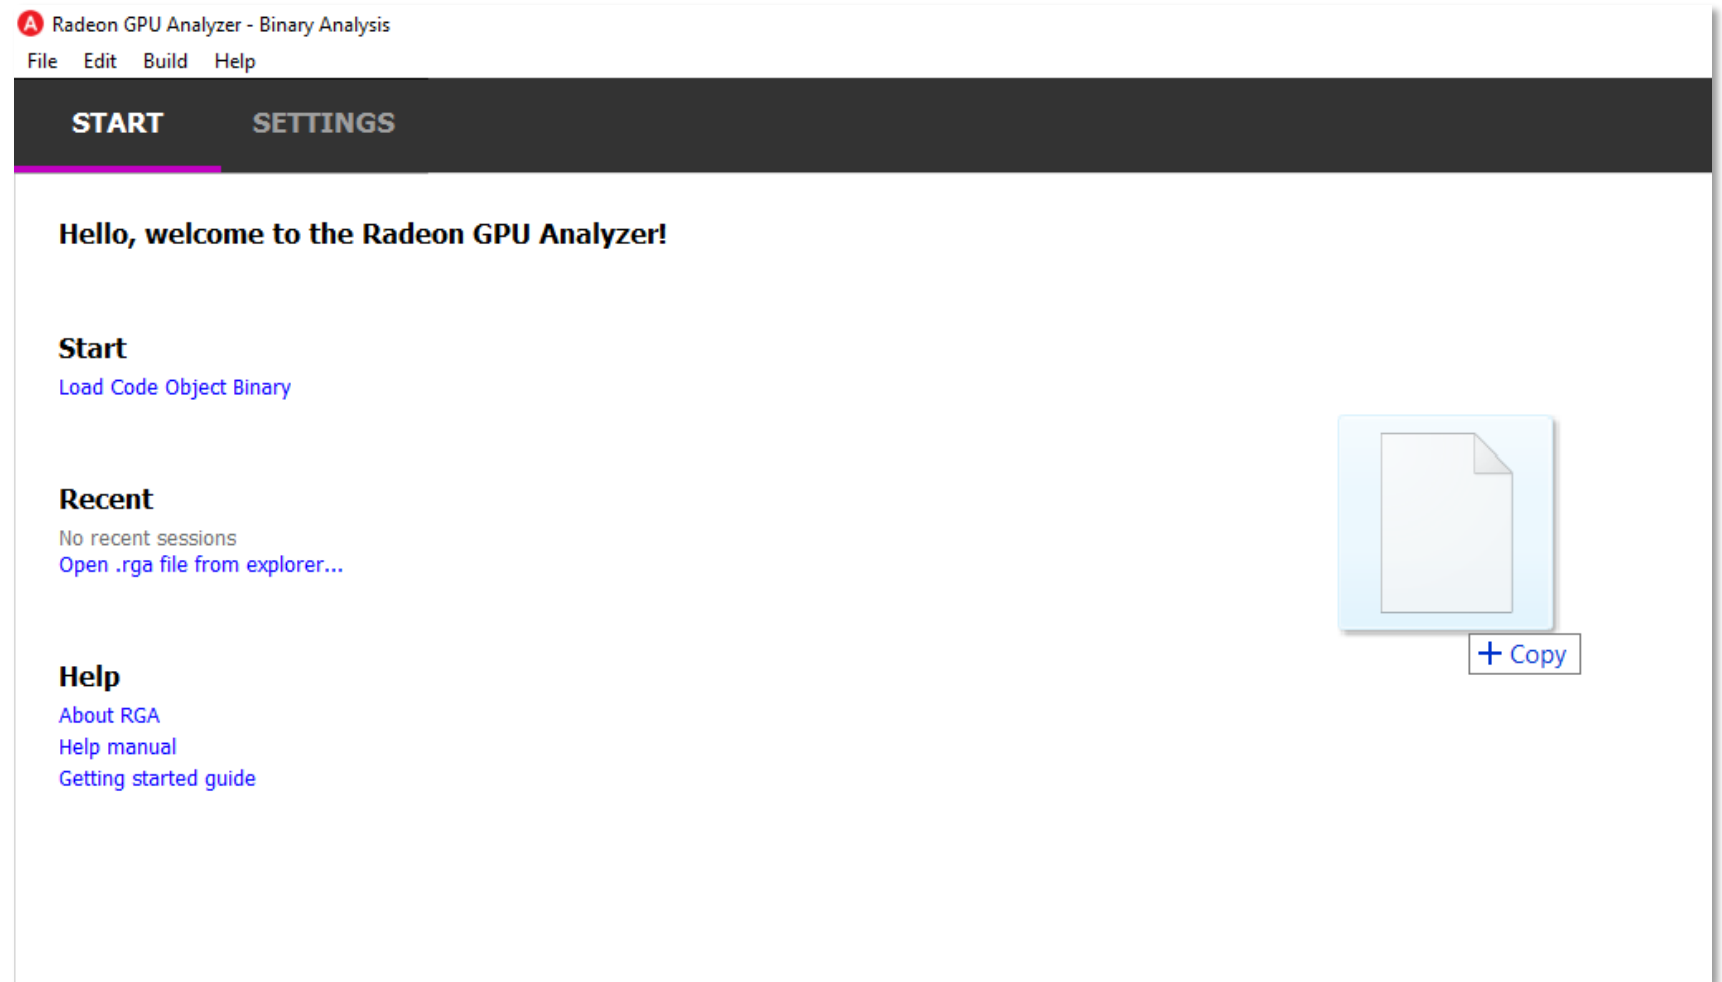 A Radeon GPU Analyzer - Binary Analysis
File Edit Build Help
START SETTINGS
Hello, welcome to the Radeon GPU Analyzer!
Start
Load Code Object Binary
Recent
No recent sessions
Open .rga file from explorer...
+ Copy
Help
About RGA
Help manual
Getting started guide